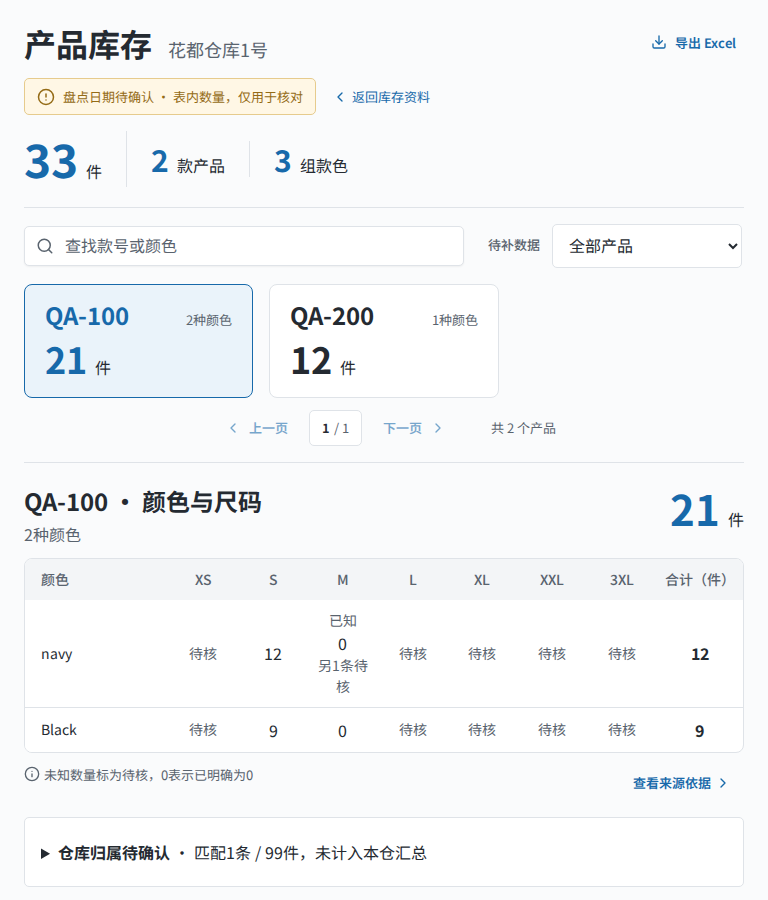 产品库存 花都仓库1号 导出 Excel
盘点日期待确认 · 表内数量，仅用于核对 返回库存资料
33 件 2 款产品 3 组款色
查找款号或颜色 待补数据 全部产品
QA-100 2种颜色 QA-200 1种颜色
21 件 12 件
上一页 1 / 1 下一页 共 2 个产品
QA-100 · 颜色与尺码 21 件
2种颜色
颜色 XS S M L XL XXL 3XL 合计（件）
navy 待核 12 已知 0 另1条待核 待核 待核 待核 待核 12
Black 待核 9 0 待核 待核 待核 待核 9
未知数量标为待核，0表示已明确为0 查看来源依据
仓库归属待确认 · 匹配1条 / 99件，未计入本仓汇总